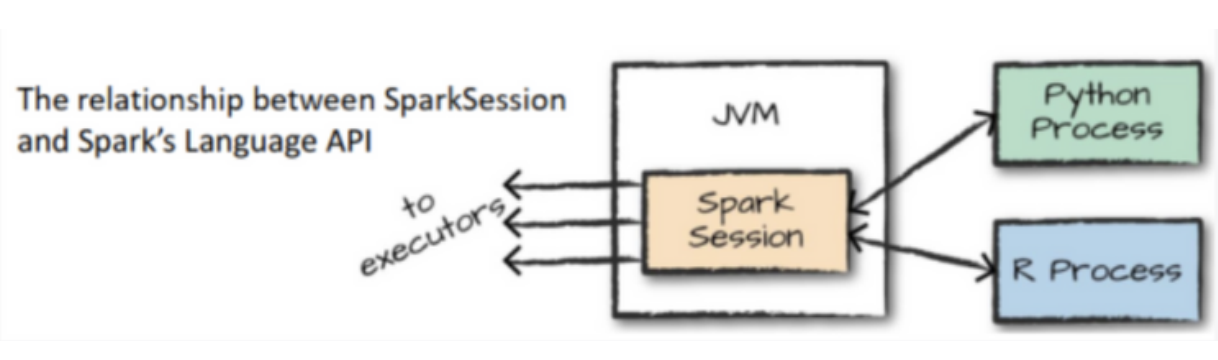 The relationship between SparkSession
and Spark's Language API
to
executors
JVM
Spark
Session
Python
Process
R Process